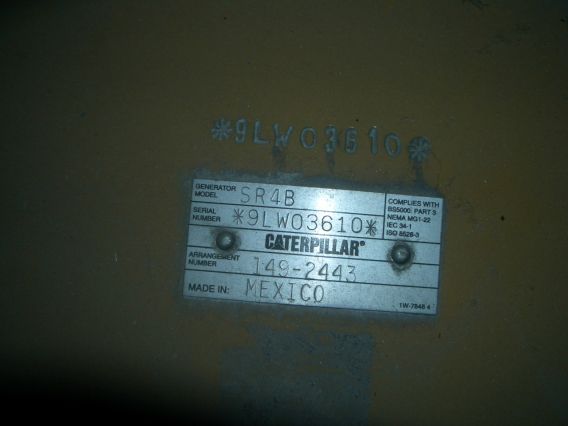 *9LW03610*
GENERATOR MODEL SR4B
SERIAL NUMBER *9LW03610*
CATERPILLAR®
ARRANGEMENT NUMBER 149-2443
MADE IN: MEXICO
COMPLIES WITH
BS5000: PART 3
NEMA MG1-22
IEC 34-1
ISO 8528-3
1W-7848 4